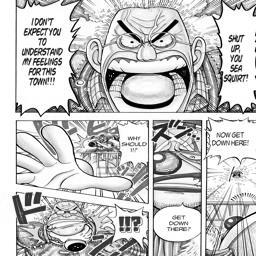 SHUT
UP,
YOU
SEA
SQUIRT!
I DON'T
EXPECT
YOU TO
UNDERSTAND
MY FEELINGS
FOR THIS
TOWN!!!
NOW GET
DOWN HERE!
GET
DOWN
THERE?
WHY
SHOULD
I!?
!!?